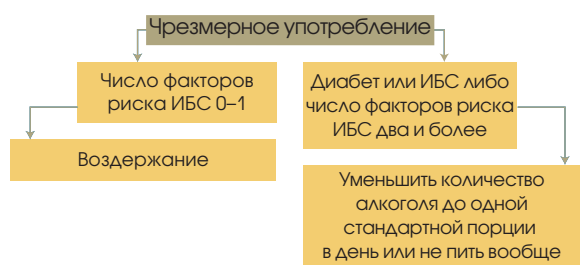 Чрезмерное употребление
Число факторов
риска ИБС 0–1
Воздержание
Диабет или ИБС либо
число факторов риска
ИБС два и более
Уменьшить количество
алкоголя до одной
стандартной порции
в день или не пить вообще